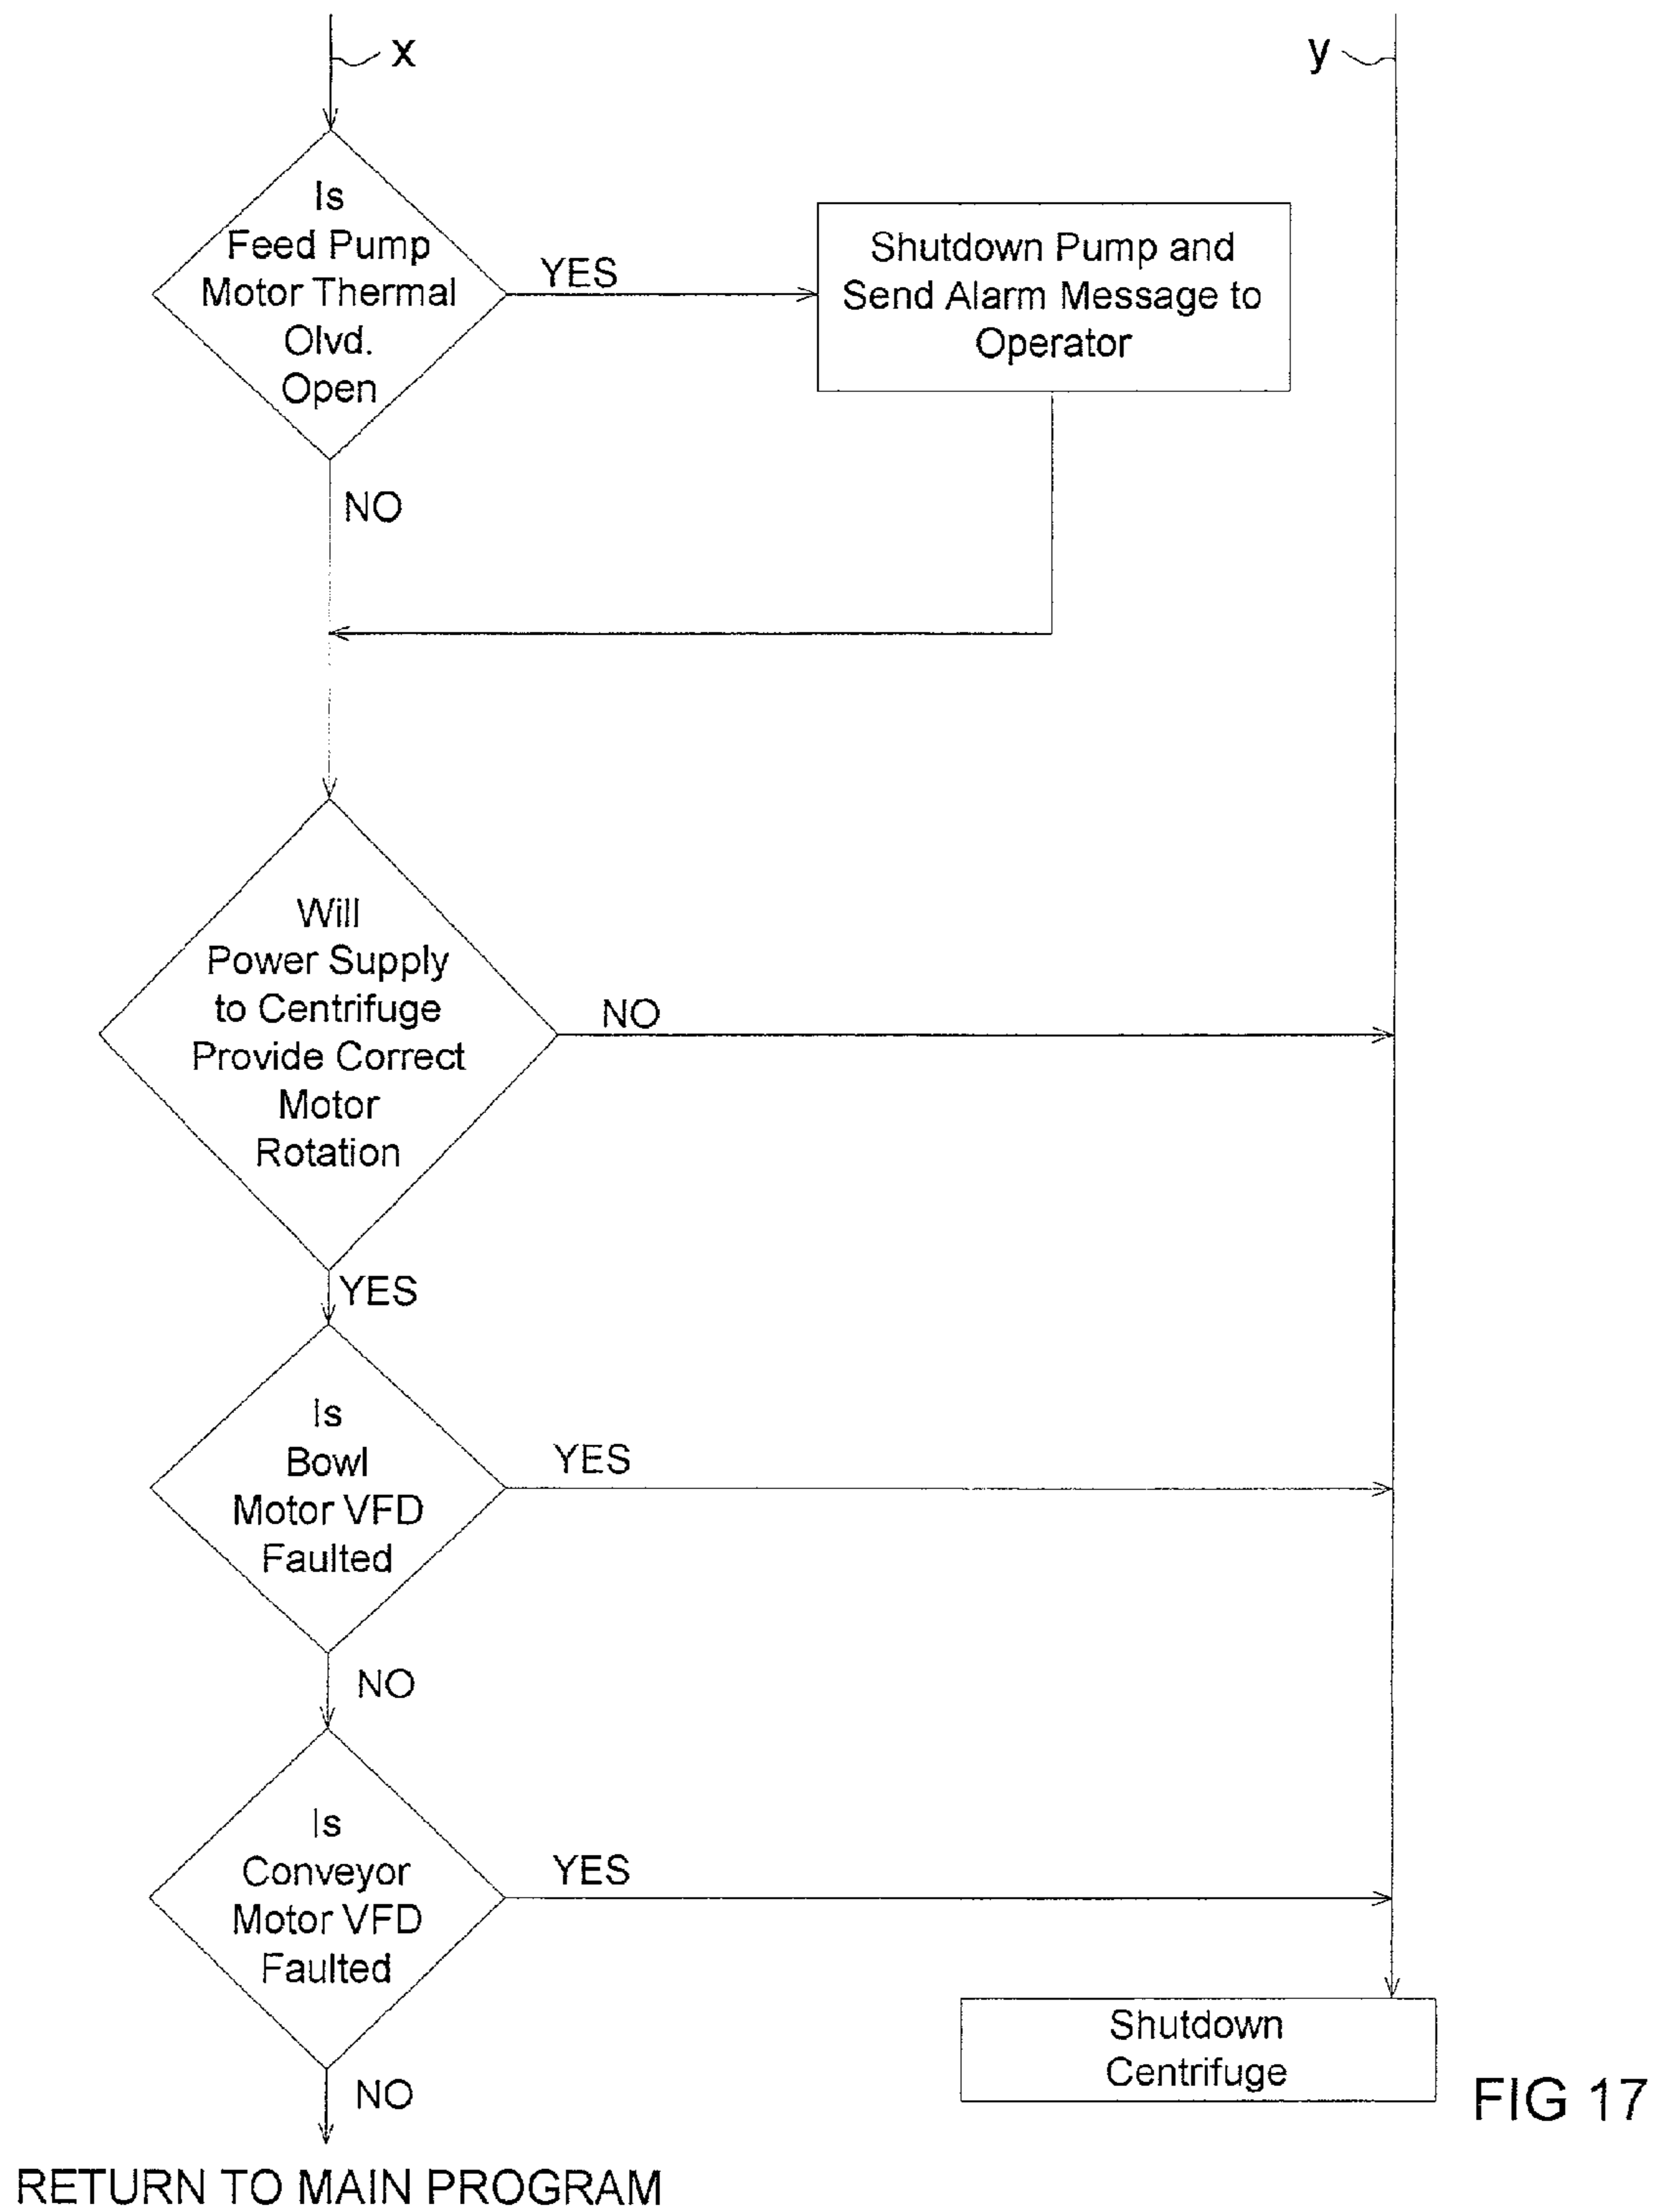 x
y
Is
Feed Pump
Motor Thermal
Olvd.
Open
YES
Shutdown Pump and
Send Alarm Message to
Operator
NO
Will
Power Supply
to Centrifuge
Provide Correct
Motor
Rotation
NO
YES
Is
Bowl
Motor VFD
Faulted
YES
NO
Is
Conveyor
Motor VFD
Faulted
YES
NO
Shutdown
Centrifuge
FIG 17
RETURN TO MAIN PROGRAM